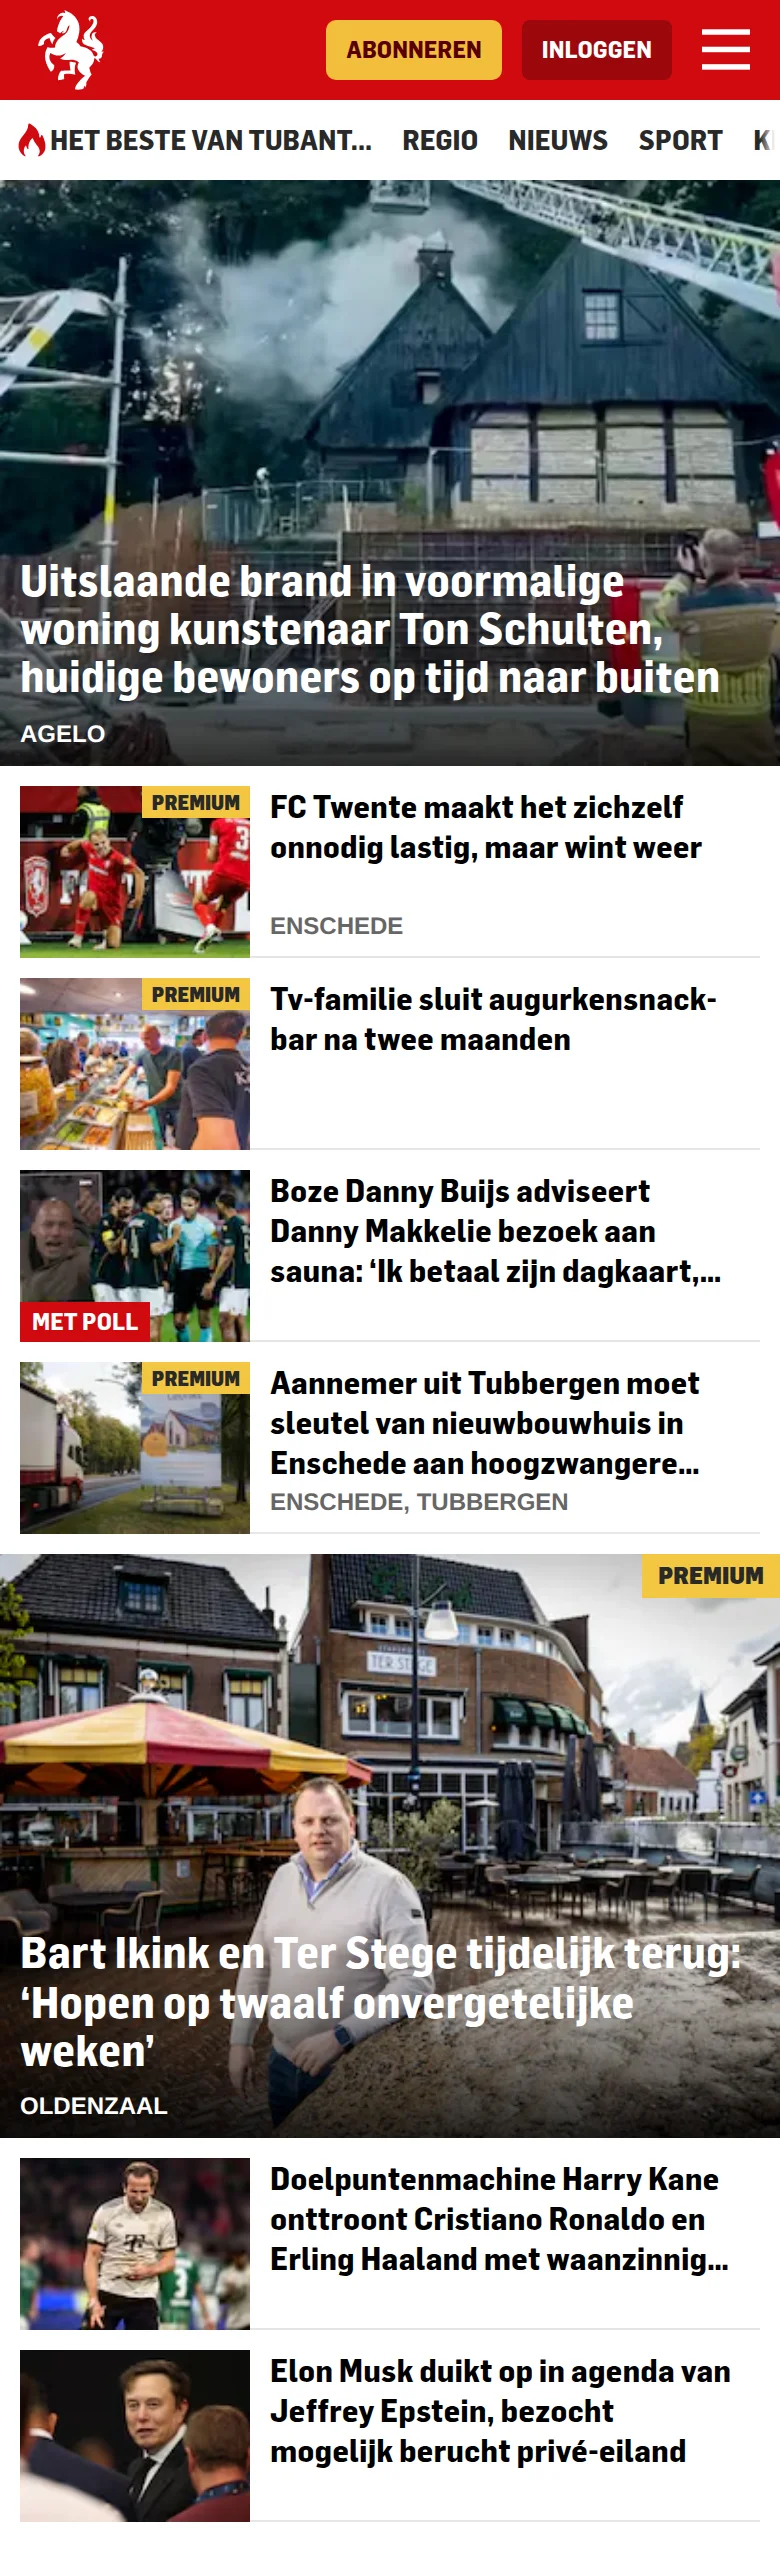 ABONNEREN
INLOGGEN
HET BESTE VAN TUBANT...
REGIO
NIEUWS
SPORT
Uitslaande brand in voormalige
woning kunstenaar Ton Schulten,
huidige bewoners op tijd naar buiten
AGELO
PREMIUM
FC Twente maakt het zichzelf
onnodig lastig, maar wint weer
ENSCHEDE
PREMIUM
Tv-familie sluit augurkensnack-
bar na twee maanden
Boze Danny Buijs adviseert
Danny Makkelie bezoek aan
sauna: ‘Ik betaal zijn dagkaart,...
MET POLL
PREMIUM
Aannemer uit Tubbergen moet
sleutel van nieuwbouwhuis in
Enschede aan hoogzwangere...
ENSCHEDE, TUBBERGEN
PREMIUM
TER STEGE
Bart Ikink en Ter Stege tijdelijk terug:
‘Hopen op twaalf onvergetelijke
weken’
OLDENZAAL
Doelpuntenmachine Harry Kane
onttroont Cristiano Ronaldo en
Erling Haaland met waanzinnig...
Elon Musk duikt op in agenda van
Jeffrey Epstein, bezocht
mogelijk berucht privé-eiland